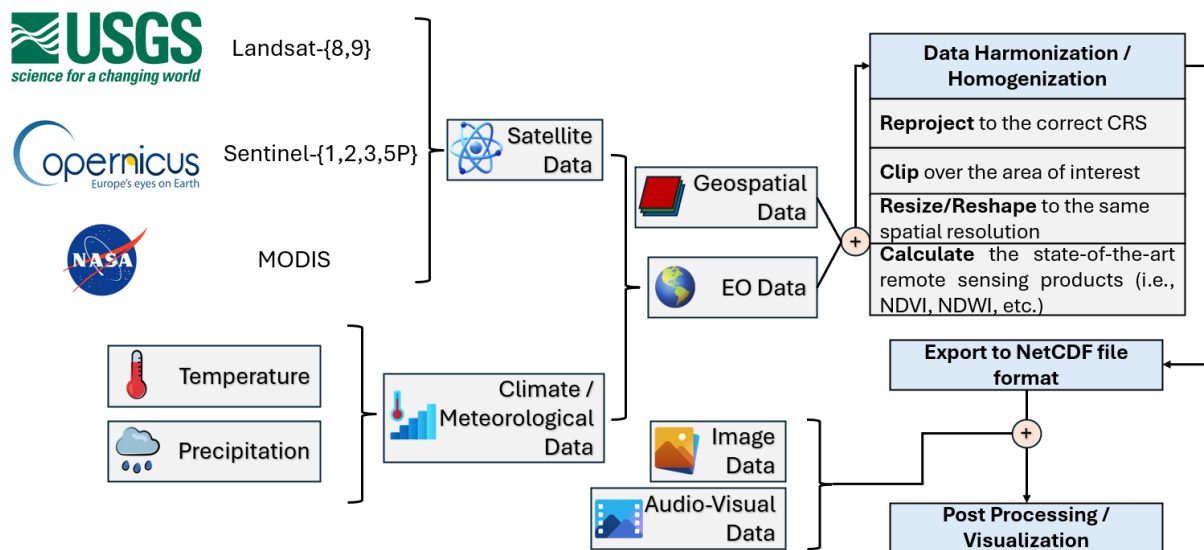 USGS
science for a changing world
Landsat-{8,9}
opernicus
Europe's eyes on Earth
Sentinel-{1,2,3,5P}
NASA
MODIS
Satellite
Data
Temperature
Precipitation
Climate /
Meteorological
Data
Geospatial
Data
EO Data
+
Data Harmonization /
Homogenization
Reproject to the correct CRS
Clip over the area of interest
Resize/Reshape to the same
spatial resolution
Calculate the state-of-the-art
remote sensing products (i.e.,
NDVI, NDWI, etc.)
Export to NetCDF file
format
+
Image
Data
Audio-Visual
Data
Post Processing /
Visualization